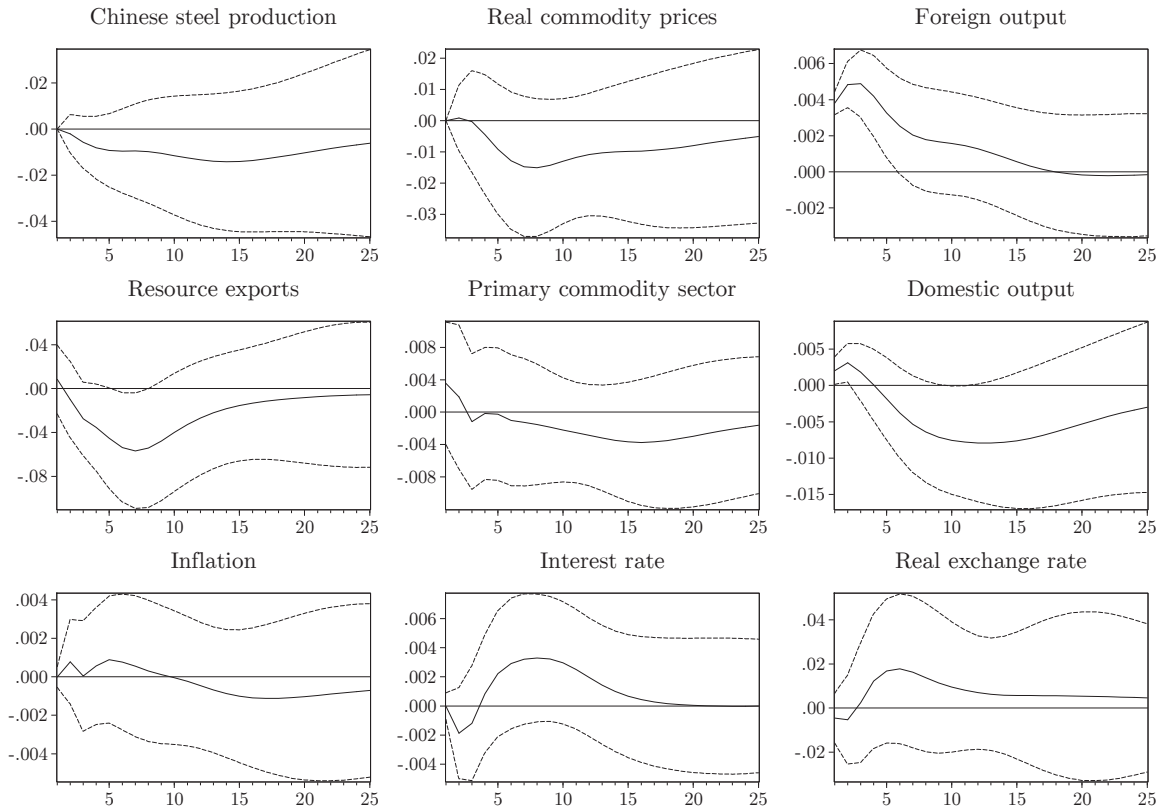 Chinese steel production
Real commodity prices
Foreign output
.02
.00
-.02
-.04
5 10 15 20 25
.02
.01
.00
-.01
-.02
-.03
5 10 15 20 25
.006
.004
.002
.000
-.002
5 10 15 20 25
Resource exports
Primary commodity sector
Domestic output
.04
.00
-.04
-.08
5 10 15 20 25
.008
.004
.000
-.004
-.008
5 10 15 20 25
.005
.000
-.005
-.010
-.015
5 10 15 20 25
Inflation
Interest rate
Real exchange rate
.004
.002
.000
-.002
-.004
5 10 15 20 25
.006
.004
.002
.000
-.002
-.004
5 10 15 20 25
.04
.02
.00
-.02
5 10 15 20 25